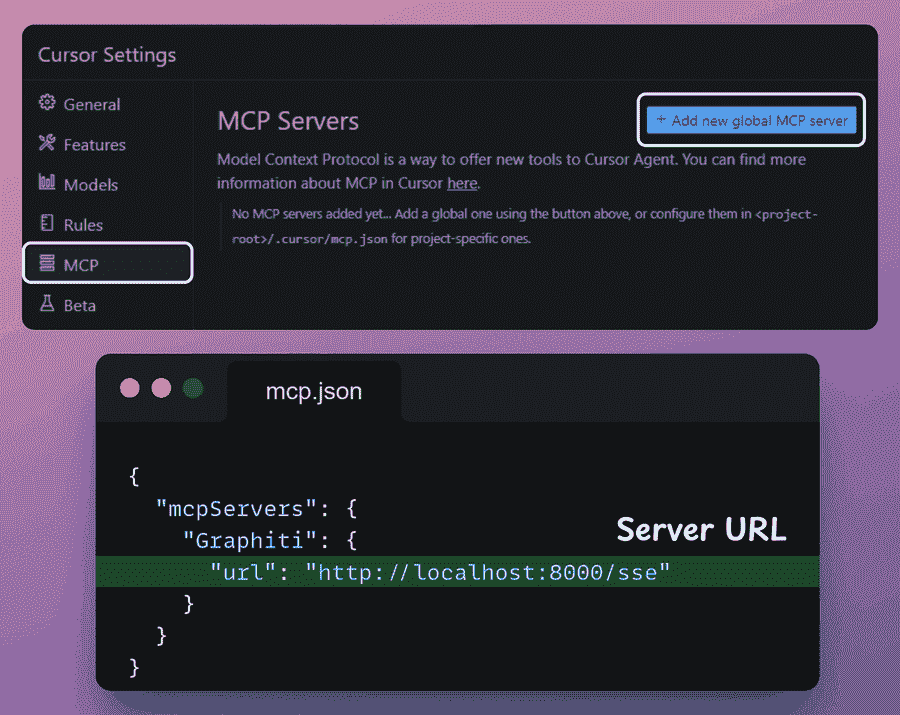 Cursor Settings
General
Features
Models
Rules
MCP
Beta
MCP Servers
+ Add new global MCP server
Model Context Protocol is a way to offer new tools to Cursor Agent. You can find more
information about MCP in Cursor here.
No MCP servers added yet... Add a global one using the button above, or configure them in <project-
root>/.cursor/mcp.json for project-specific ones.
mcp.json
{
"mcpServers": {
"Graphiti": {
Server URL
"url": "http://localhost:8000/sse"
}
}
}